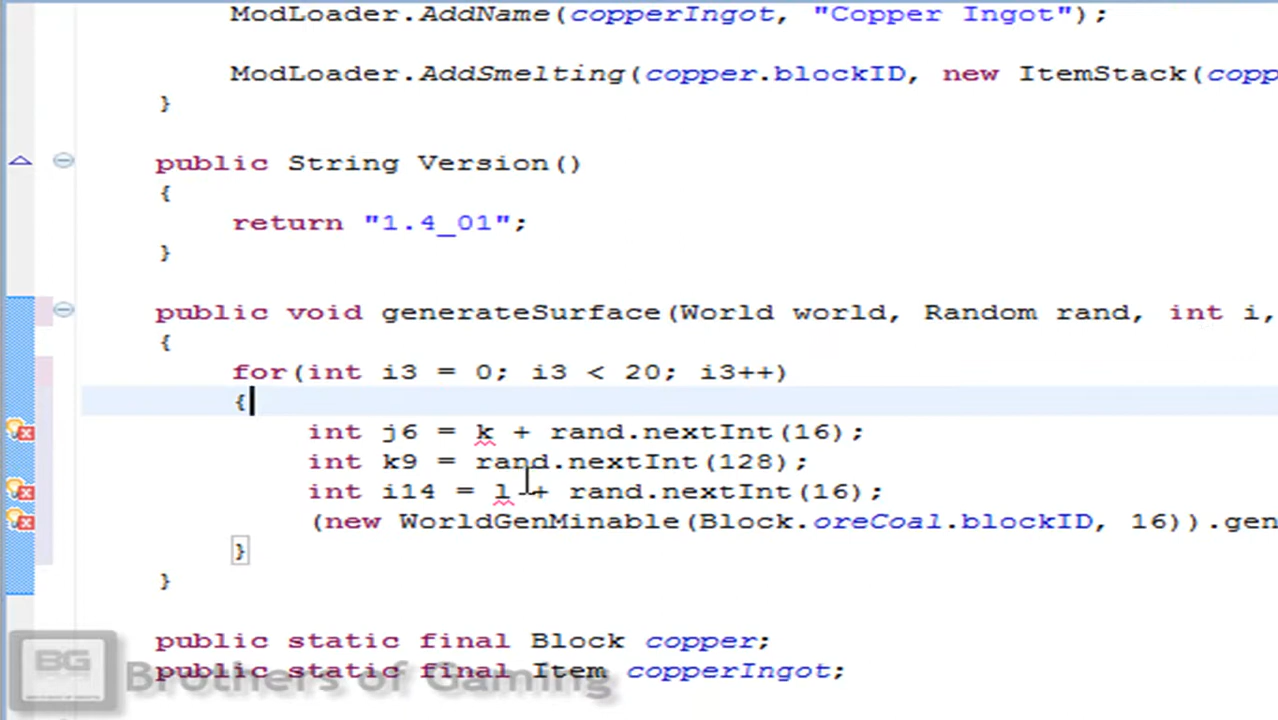 ModLoader.AddName(copperIngot, "Copper Ingot");
ModLoader.AddSmelting(copper.blockID, new ItemStack(copp
}
public String Version()
{
return "1.4_01";
}
public void generateSurface(World world, Random rand, int i,
{
for(int i3 = 0; i3 < 20; i3++)
{
int j6 = k + rand.nextInt(16);
int k9 = rand.nextInt(128);
int i14 = l + rand.nextInt(16);
(new WorldGenMinable(Block.oreCoal.blockID, 16)).gen
}
}
public static final Block copper;
public static final Item copperIngot;
BG
Brothers of Gaming